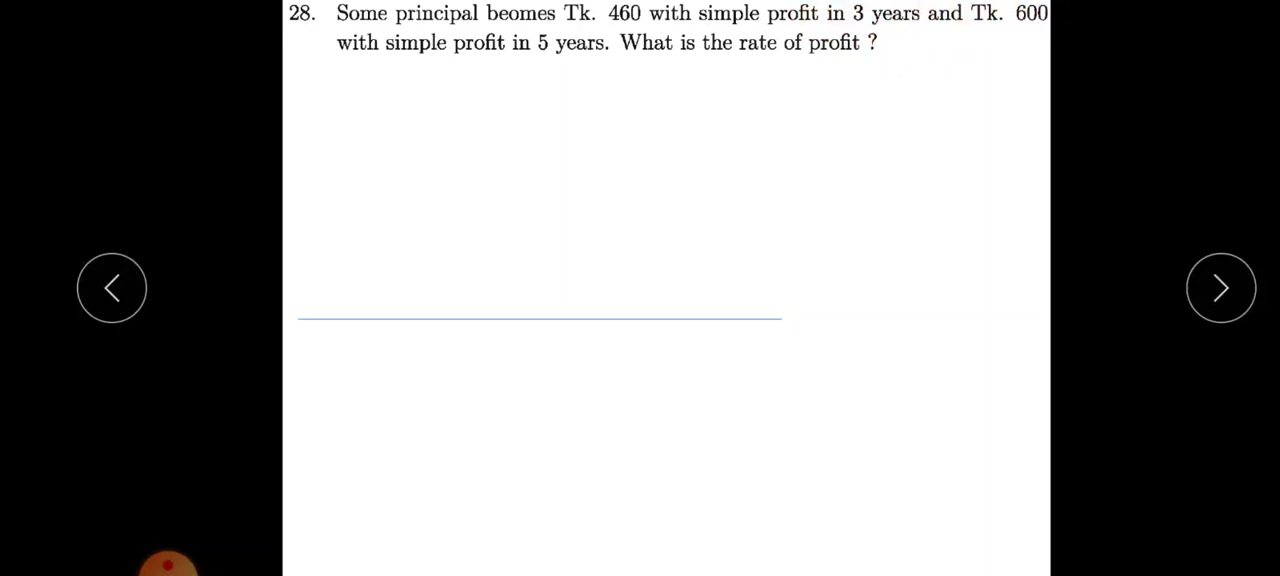 28. Some principal beomes Tk. 460 with simple profit in 3 years and Tk. 600
with simple profit in 5 years. What is the rate of profit ?